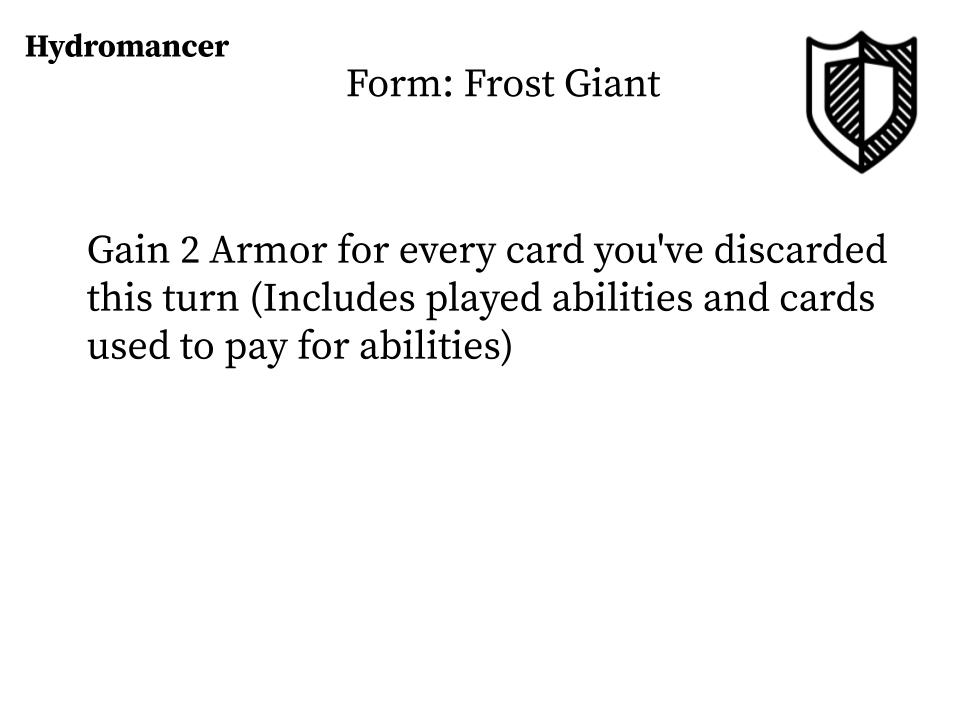 Hydromancer
Form: Frost Giant
Gain 2 Armor for every card you've discarded
this turn (Includes played abilities and cards
used to pay for abilities)